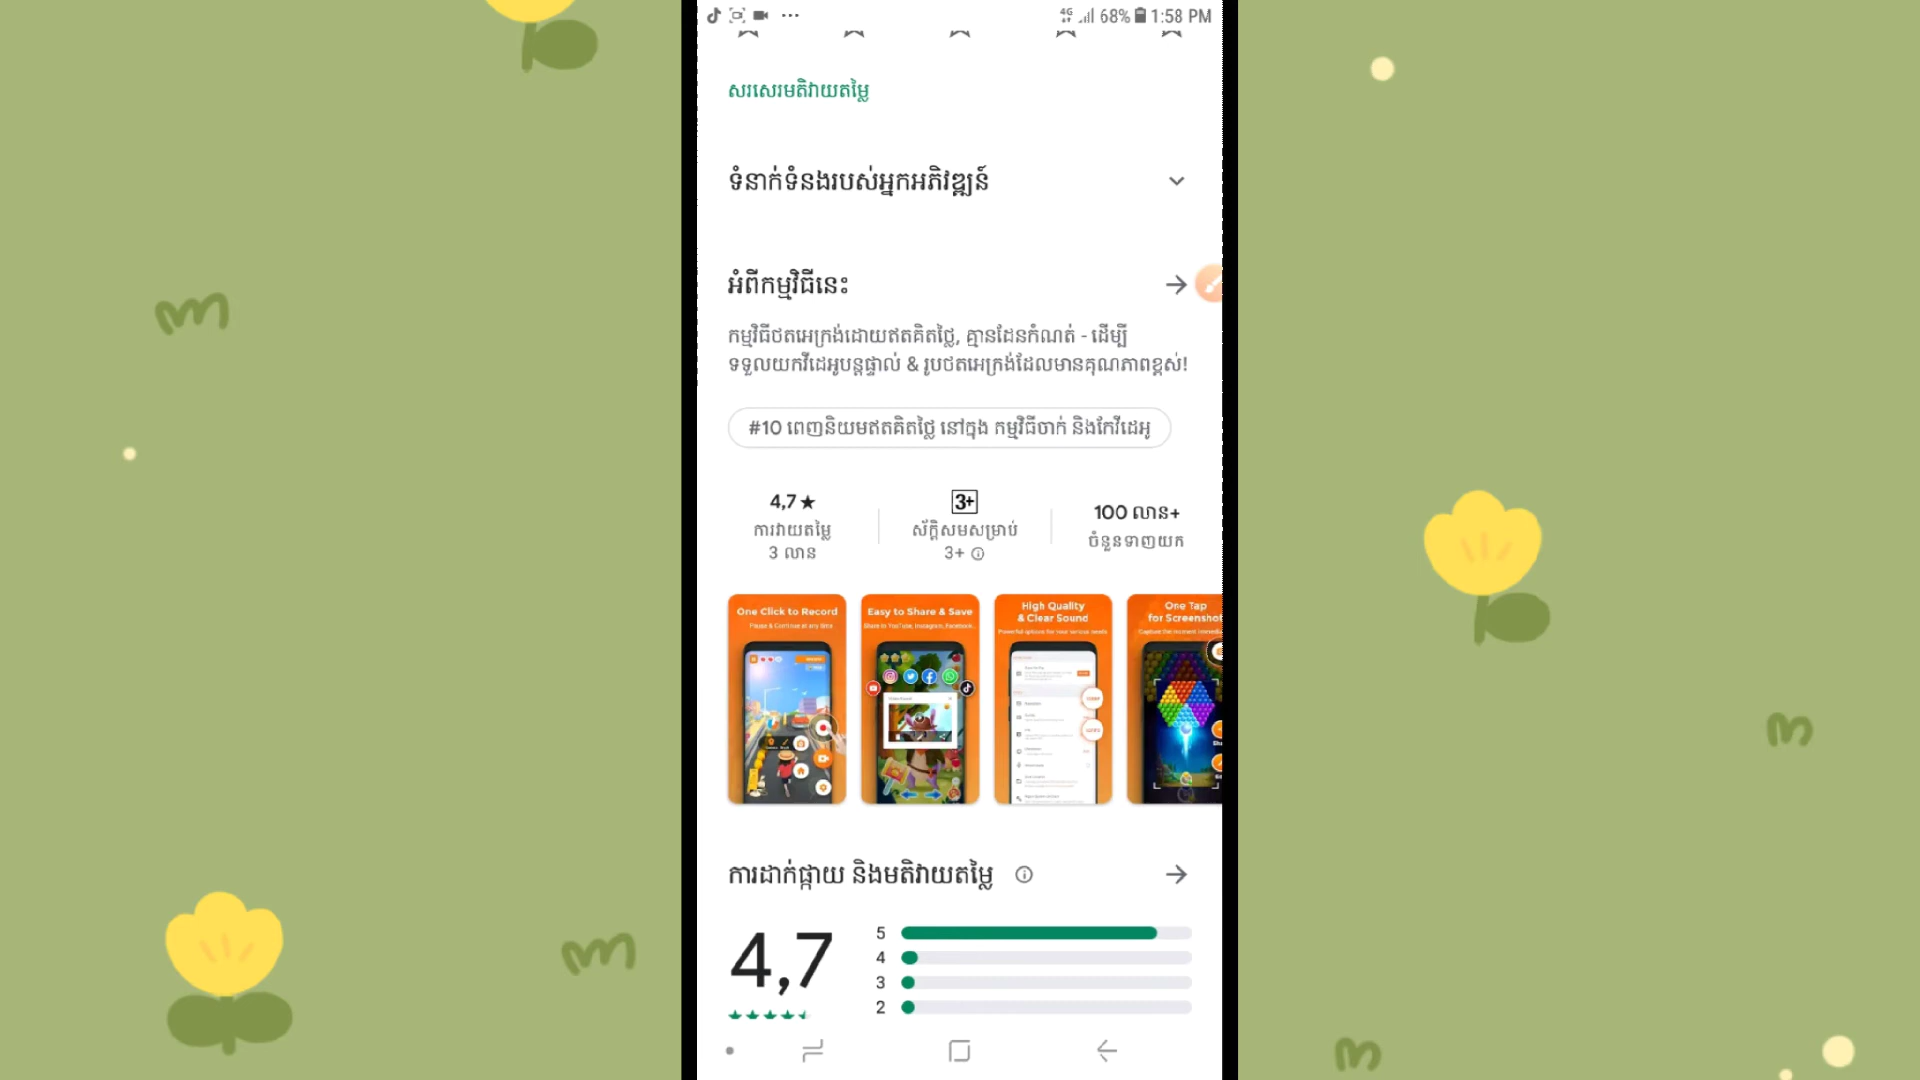 68% 1:58 PM
សរសេរមតិវាយតម្លៃ
ទំនាក់ទំនងរបស់អ្នកអភិវឌ្ឍន៍
អំពីកម្មវិធីនេះ
កម្មវិធីថតអេក្រង់ដោយឥតគិតថ្លៃ, គ្មានដែនកំណត់ - ដើម្បី
ទទួលយកវីដេអូបន្តផ្ទាល់ & រូបថតអេក្រង់ដែលមានគុណភាពខ្ពស់!
#10 ពេញនិយមឥតគិតថ្លៃ នៅក្នុង កម្មវិធីចាក់ និងកែវីដេអូ
4,7★
ការវាយតម្លៃ
3 លាន
3+
ស័ក្តិសមសម្រាប់
3+
100 លាន+
ចំនួនទាញយក
One Click to Record
Pause & Continue at any time
Easy to Share & Save
Share to YouTube, Instagram, Facebook...
High Quality
& Clear Sound
Powerful options for your various needs
One Tap
for Screenshot
Capture the moment
ការដាក់ផ្កាយ និងមតិវាយតម្លៃ
4,7
5
4
3
2